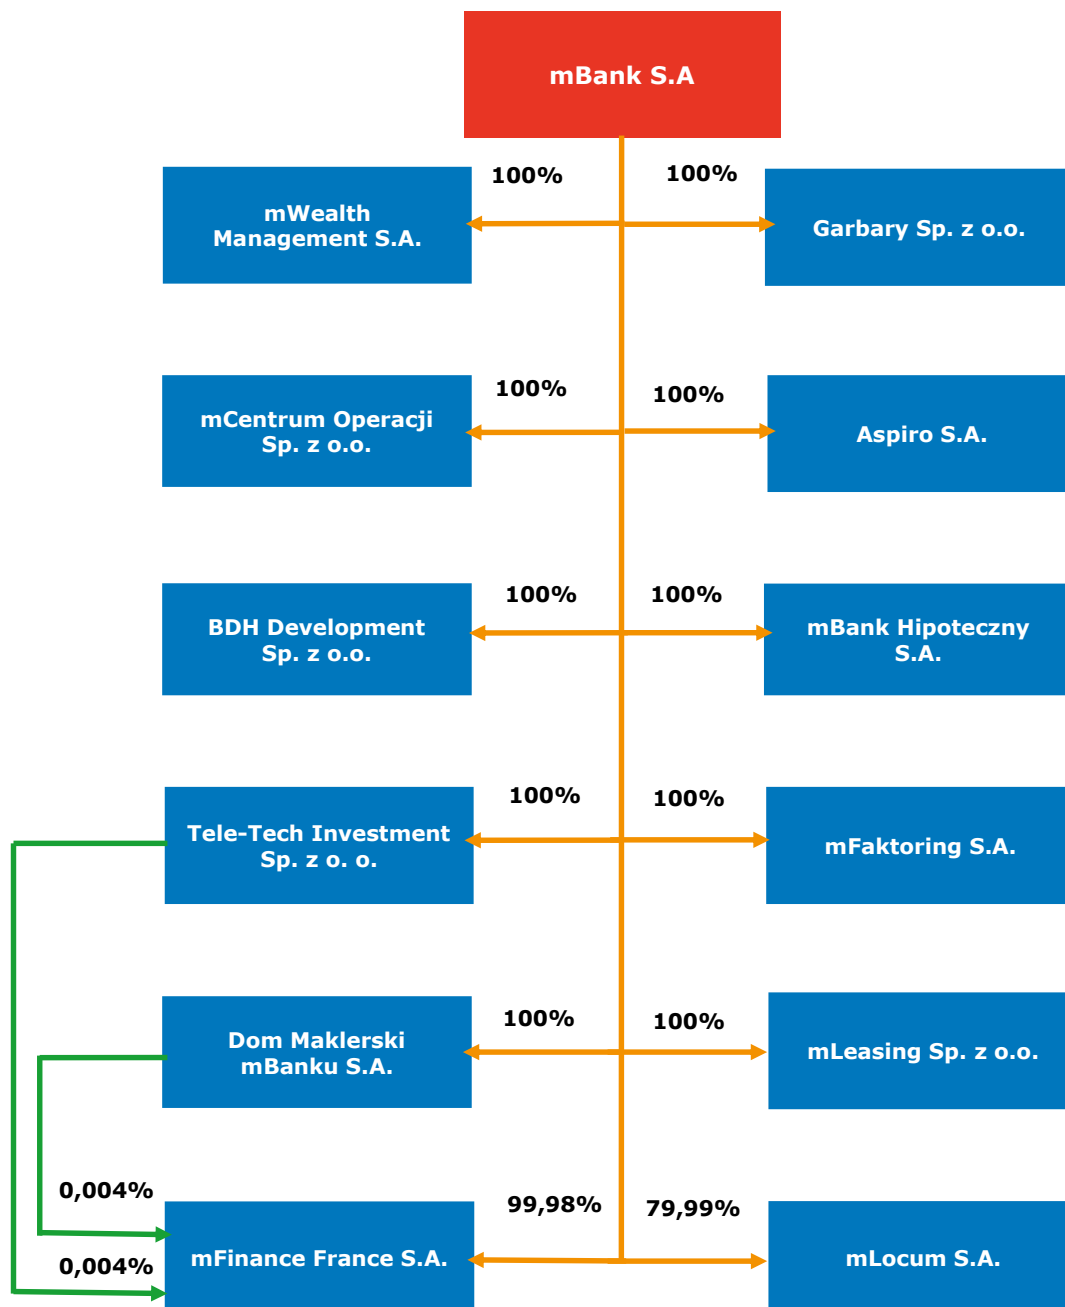 mBank S.A
100%
100%
mWealth
Management S.A.
Garbary Sp. z o.o.
100%
100%
mCentrum Operacji
Sp. z o.o.
Aspiro S.A.
100%
100%
BDH Development
Sp. z o.o.
mBank Hipoteczny
S.A.
100%
100%
Tele-Tech Investment
Sp. z o. o.
mFaktoring S.A.
100%
100%
Dom Maklerski
mBanku S.A.
mLeasing Sp. z o.o.
0,004%
99,98%
79,99%
0,004%
mFinance France S.A.
mLocum S.A.